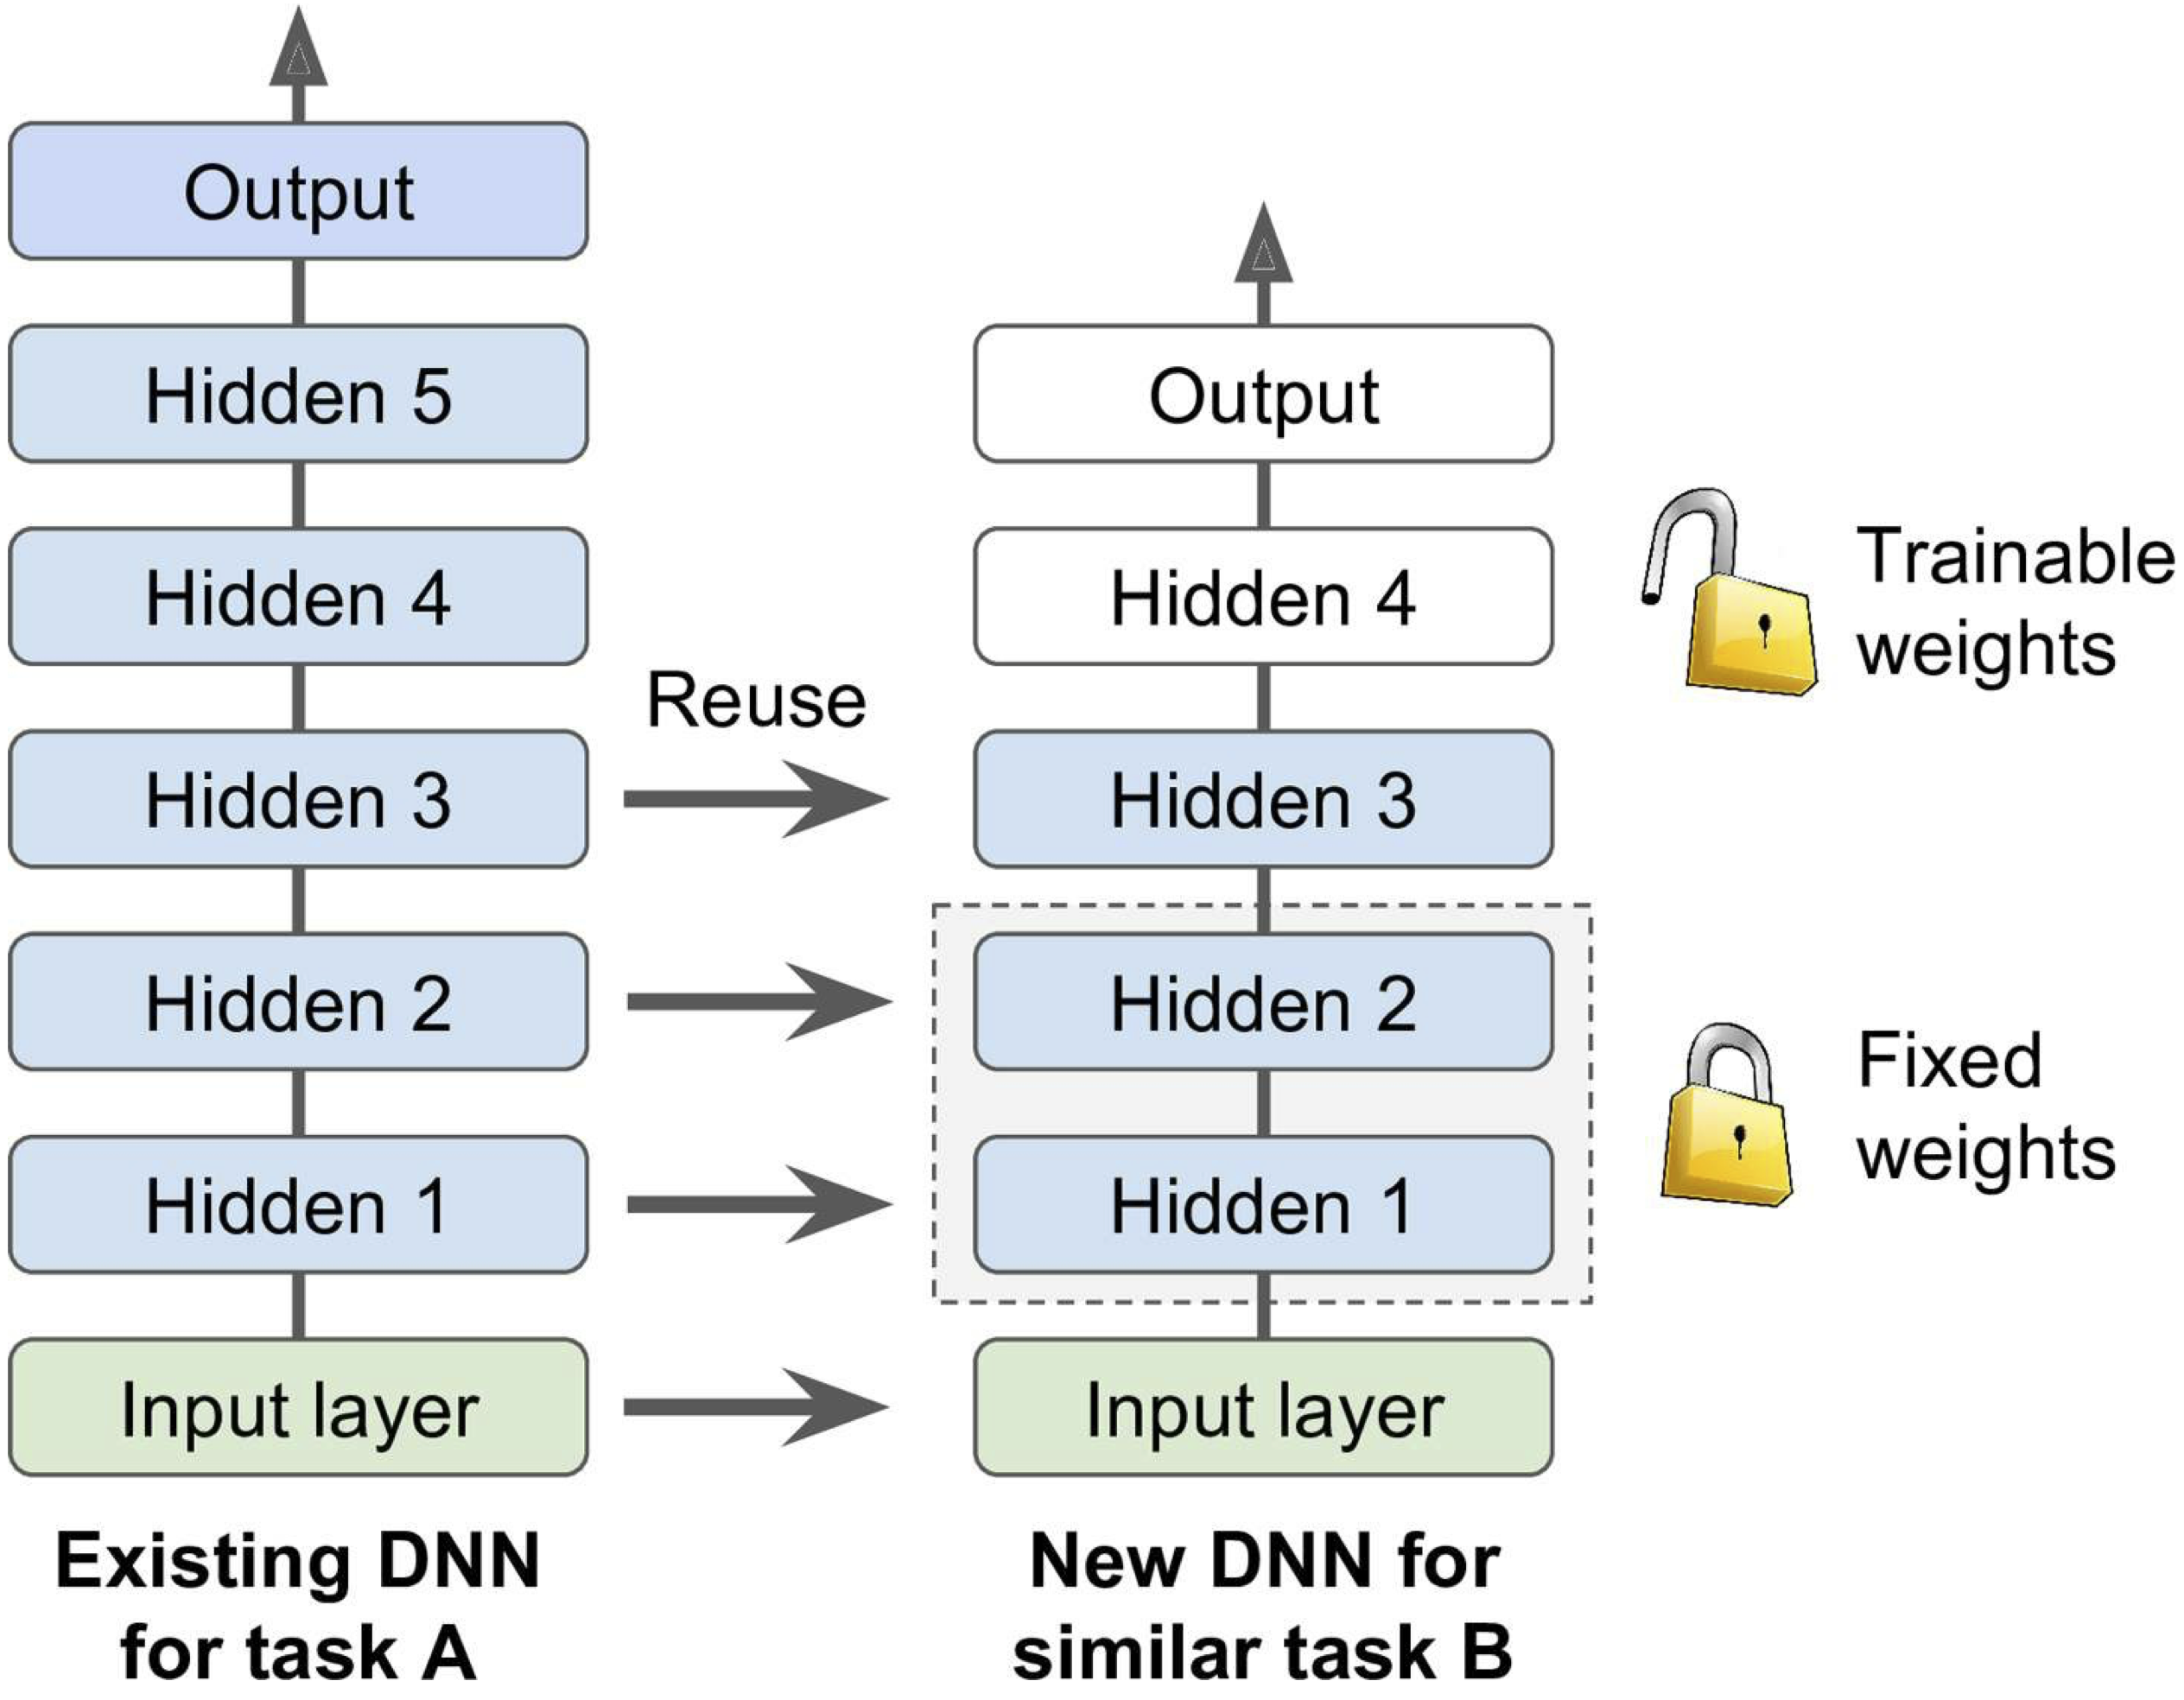 Output
Hidden 5
Hidden 4
Hidden 3
Hidden 2
Hidden 1
Input layer
Existing DNN
for task A
Reuse
Output
Hidden 4
Hidden 3
Hidden 2
Hidden 1
Input layer
New DNN for
similar task B
Trainable
weights
Fixed
weights